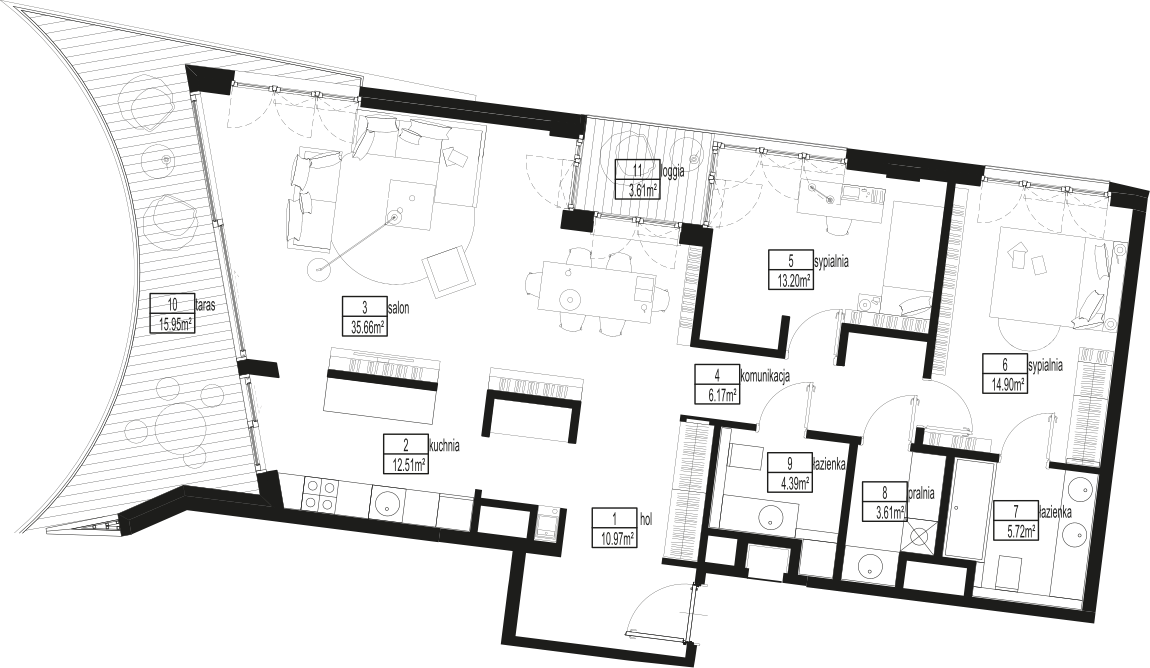 11 loggia
3.61m²
5 sypialnia
13.20m²
10 taras
15.95m²
3 salon
35.66m²
6 sypialnia
14.90m²
4 komunikacja
6.17m²
2 kuchnia
12.51m²
9 łazienka
4.39m²
8 pralnia
3.61m²
7 łazienka
5.72m²
1 hol
10.97m²